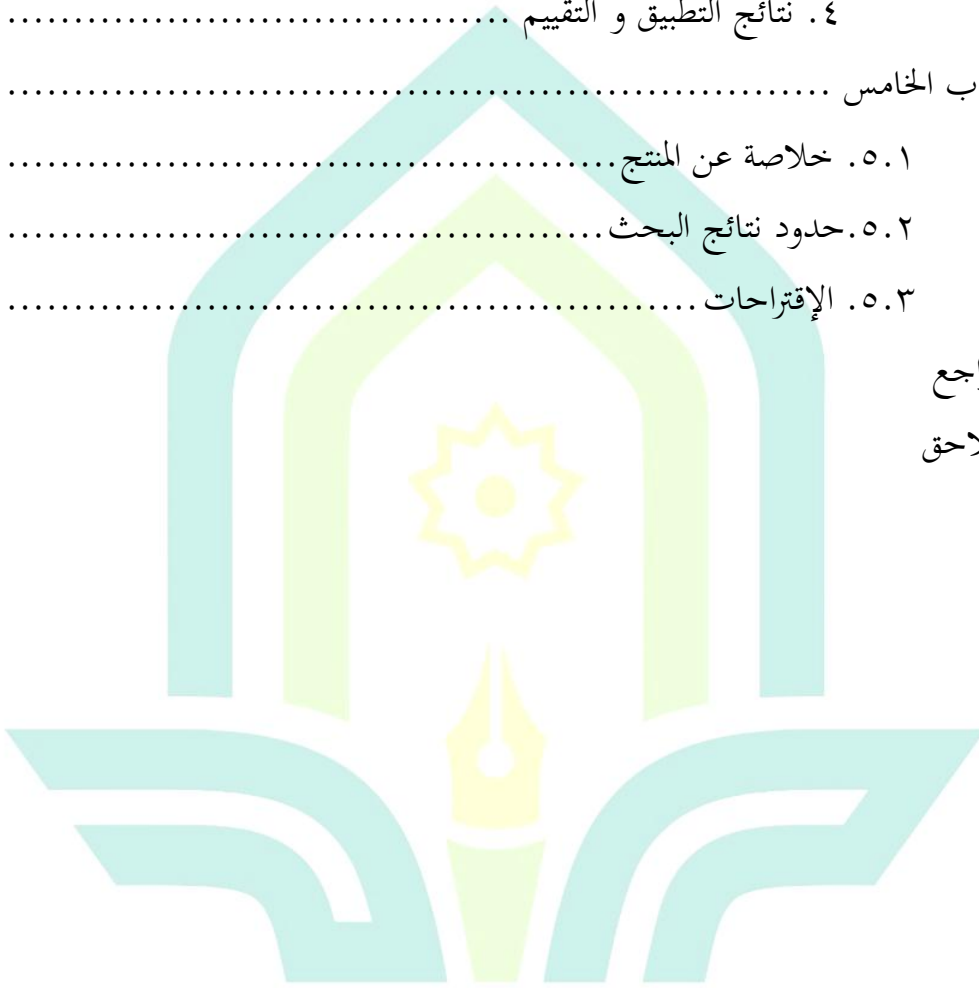 ٤. نتائج التطبيق و التقييم ..................................
ب الخامس ............................................................
٥.١. خلاصة عن المنتج.............................................
٥.٢.حدود نتائج البحث.............................................
٥.٣. الإقتراحات....................................................
اجع
لاحق